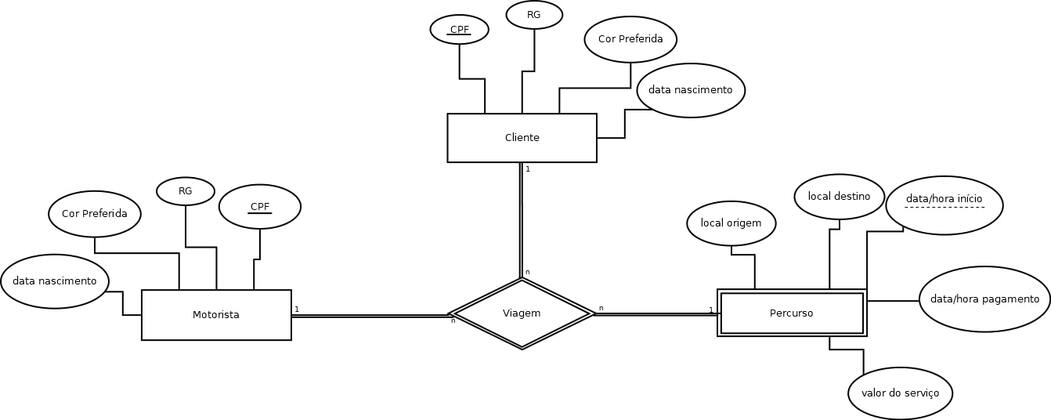 RG
CPF
Cor Preferida
data nascimento
Cliente
1
n
RG
CPF
Cor Preferida
data nascimento
Motorista
1
n
Viagem
n
1
local destino
data/hora início
local origem
data/hora pagamento
Percurso
valor do serviço